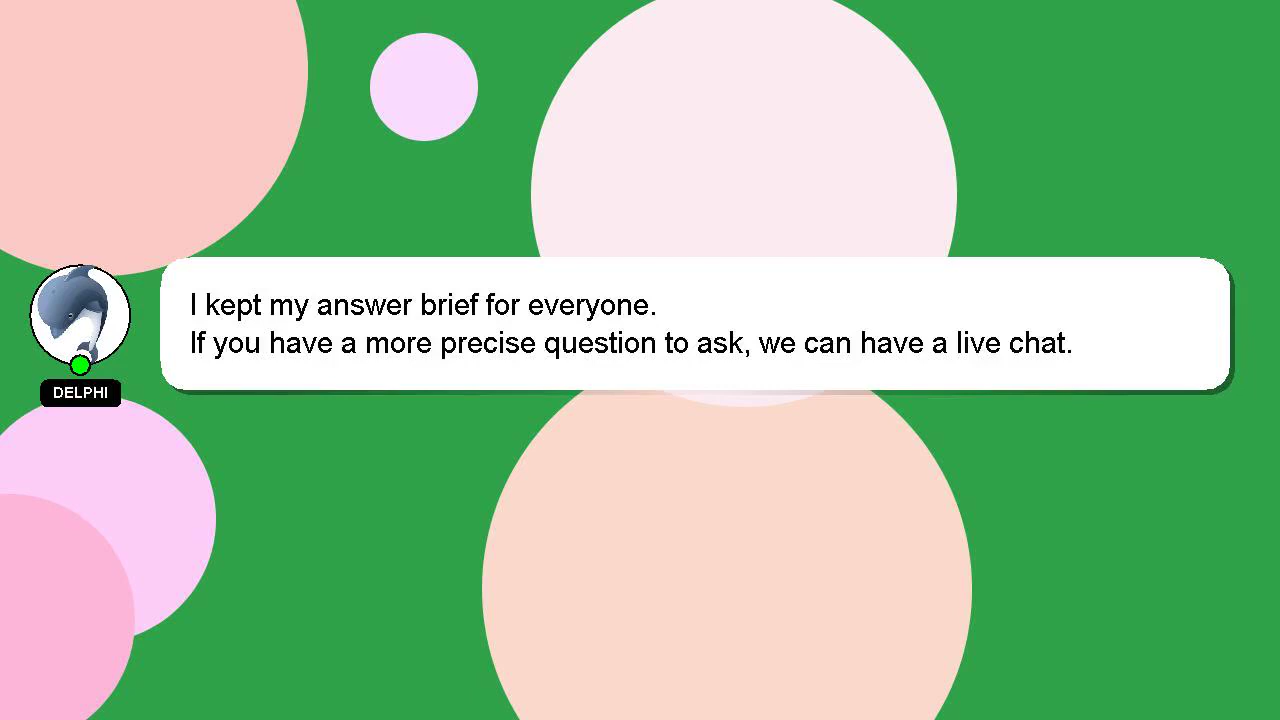 I kept my answer brief for everyone.
If you have a more precise question to ask, we can have a live chat.
DELPHI